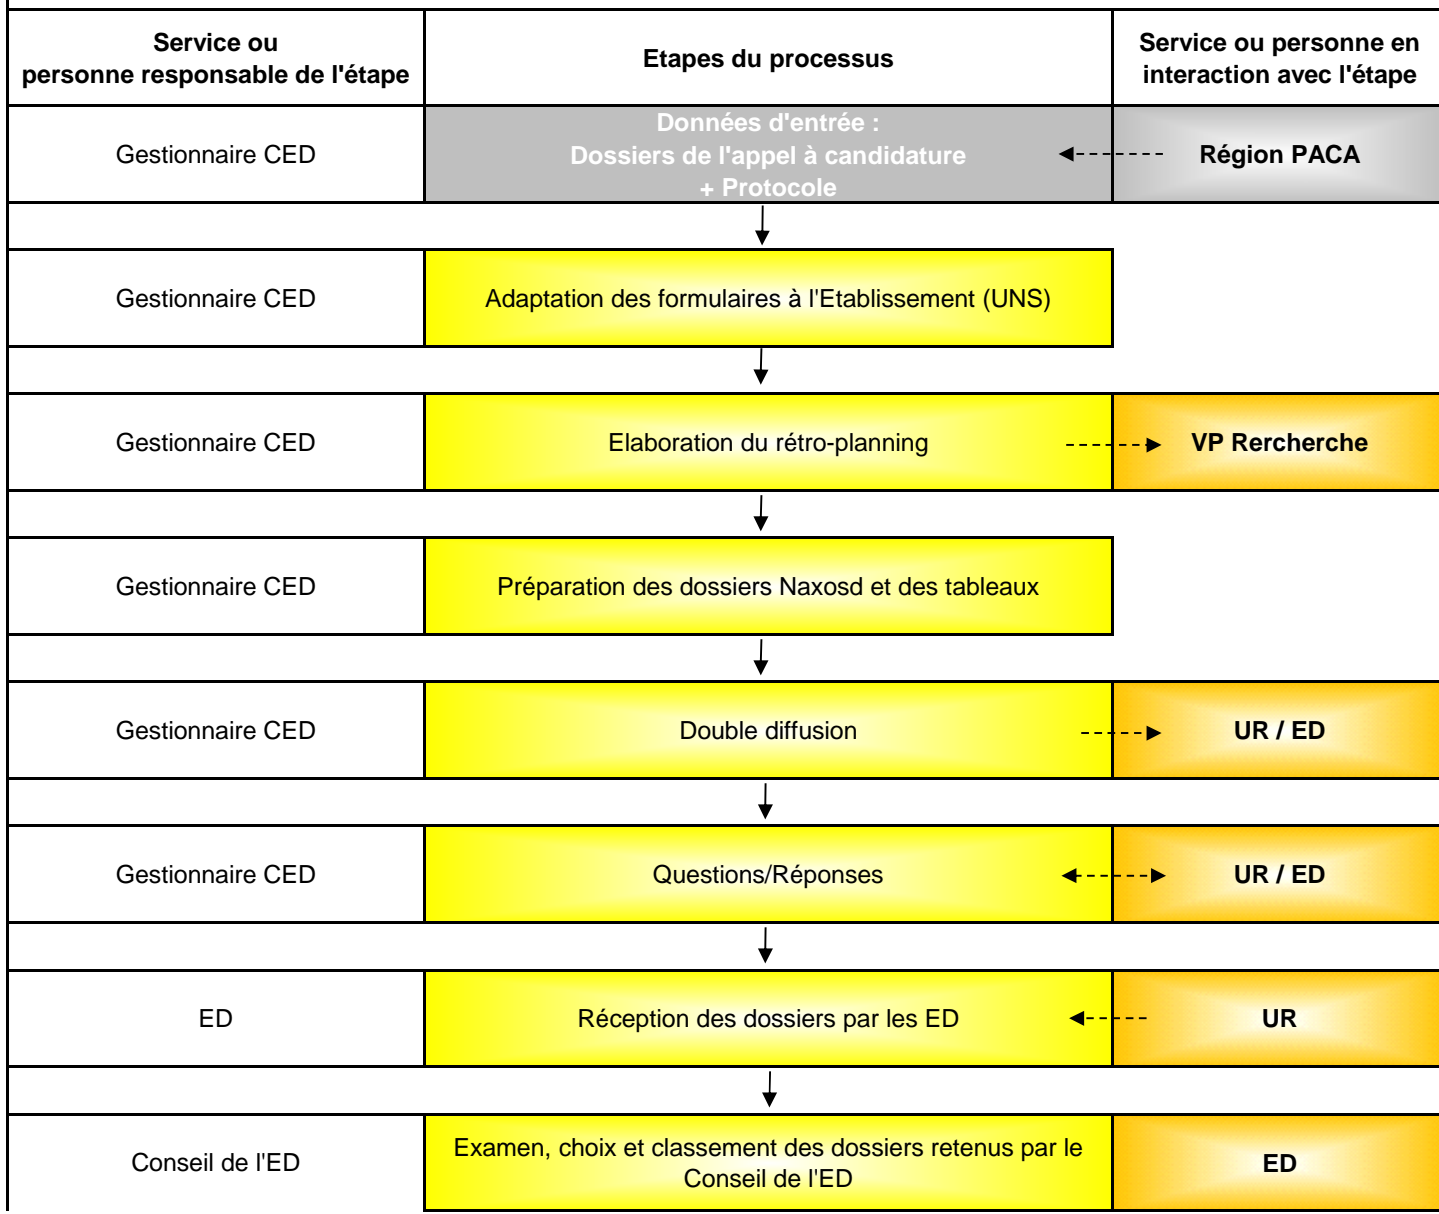 Service ou
personne responsable de l'étape
Etapes du processus
Service ou personne en
interaction avec l'étape
Gestionnaire CED
Données d'entrée :
Dossiers de l'appel à candidature
+ Protocole
Région PACA
Gestionnaire CED
Adaptation des formulaires à l'Etablissement (UNS)
Gestionnaire CED
Elaboration du rétro-planning
VP Rercherche
Gestionnaire CED
Préparation des dossiers Naxosd et des tableaux
Gestionnaire CED
Double diffusion
UR / ED
Gestionnaire CED
Questions/Réponses
UR / ED
ED
Réception des dossiers par les ED
UR
Conseil de l'ED
Examen, choix et classement des dossiers retenus par le
Conseil de l'ED
ED